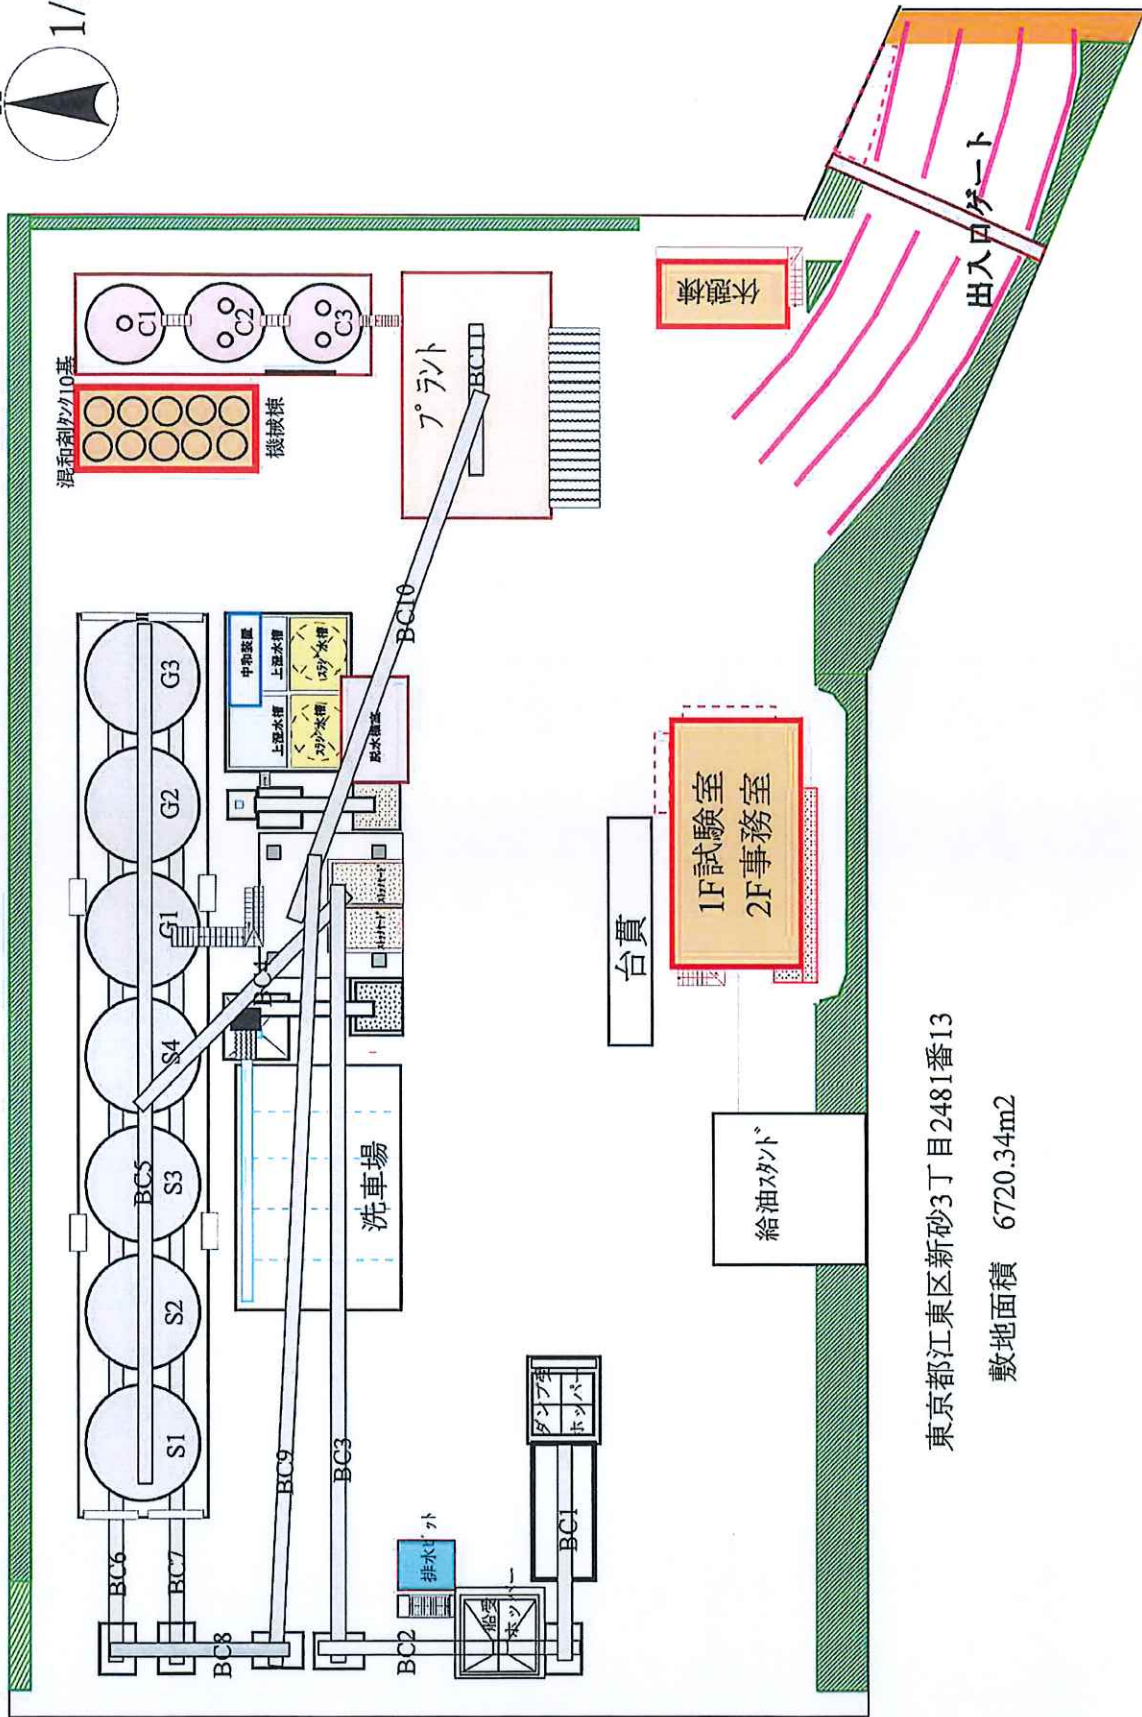 1/
混和剤タンク10基
機械棟
C1
C2
C3
プラント
BC11
BC10
休憩棟
出入口ゲート
G3
G2
G1
S4
S3
S2
S1
BC5
BC6
BC7
BC8
BC9
BC3
BC2
BC1
中和装置
上澄水槽
上澄水槽
スラッジ水槽
スラッジ水槽
ストックヤード
ストックヤード
洗車場
排水ピット
船受
ホッパー
ダンプ受
ホッパー
台貫
1F試験室
2F事務室
給油スタンド
東京都江東区新砂3丁目2481番13
敷地面積 6720.34m2